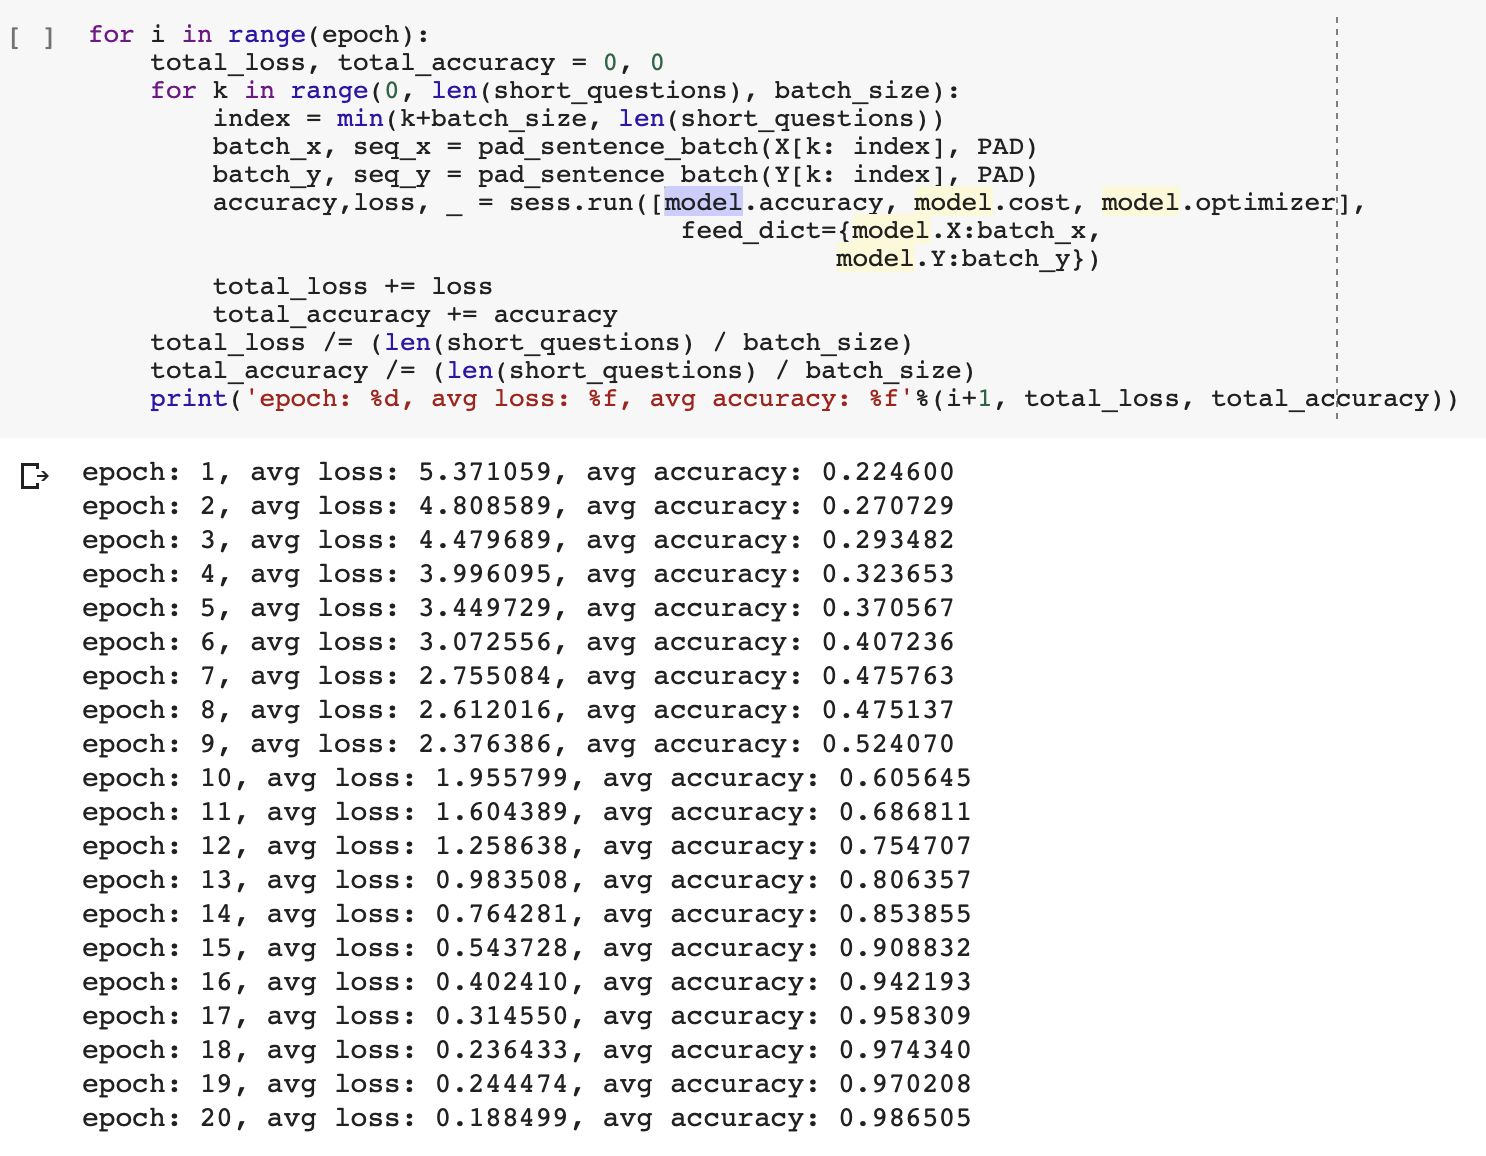 [ ] for i in range(epoch):
    total_loss, total_accuracy = 0, 0
    for k in range(0, len(short_questions), batch_size):
        index = min(k+batch_size, len(short_questions))
        batch_x, seq_x = pad_sentence_batch(X[k: index], PAD)
        batch_y, seq_y = pad_sentence_batch(Y[k: index], PAD)
        accuracy,loss, _ = sess.run([model.accuracy, model.cost, model.optimizer],
                                      feed_dict={model.X:batch_x,
                                                model.Y:batch_y})
        total_loss += loss
        total_accuracy += accuracy
    total_loss /= (len(short_questions) / batch_size)
    total_accuracy /= (len(short_questions) / batch_size)
    print('epoch: %d, avg loss: %f, avg accuracy: %f'%(i+1, total_loss, total_accuracy))
epoch: 1, avg loss: 5.371059, avg accuracy: 0.224600
epoch: 2, avg loss: 4.808589, avg accuracy: 0.270729
epoch: 3, avg loss: 4.479689, avg accuracy: 0.293482
epoch: 4, avg loss: 3.996095, avg accuracy: 0.323653
epoch: 5, avg loss: 3.449729, avg accuracy: 0.370567
epoch: 6, avg loss: 3.072556, avg accuracy: 0.407236
epoch: 7, avg loss: 2.755084, avg accuracy: 0.475763
epoch: 8, avg loss: 2.612016, avg accuracy: 0.475137
epoch: 9, avg loss: 2.376386, avg accuracy: 0.524070
epoch: 10, avg loss: 1.955799, avg accuracy: 0.605645
epoch: 11, avg loss: 1.604389, avg accuracy: 0.686811
epoch: 12, avg loss: 1.258638, avg accuracy: 0.754707
epoch: 13, avg loss: 0.983508, avg accuracy: 0.806357
epoch: 14, avg loss: 0.764281, avg accuracy: 0.853855
epoch: 15, avg loss: 0.543728, avg accuracy: 0.908832
epoch: 16, avg loss: 0.402410, avg accuracy: 0.942193
epoch: 17, avg loss: 0.314550, avg accuracy: 0.958309
epoch: 18, avg loss: 0.236433, avg accuracy: 0.974340
epoch: 19, avg loss: 0.244474, avg accuracy: 0.970208
epoch: 20, avg loss: 0.188499, avg accuracy: 0.986505